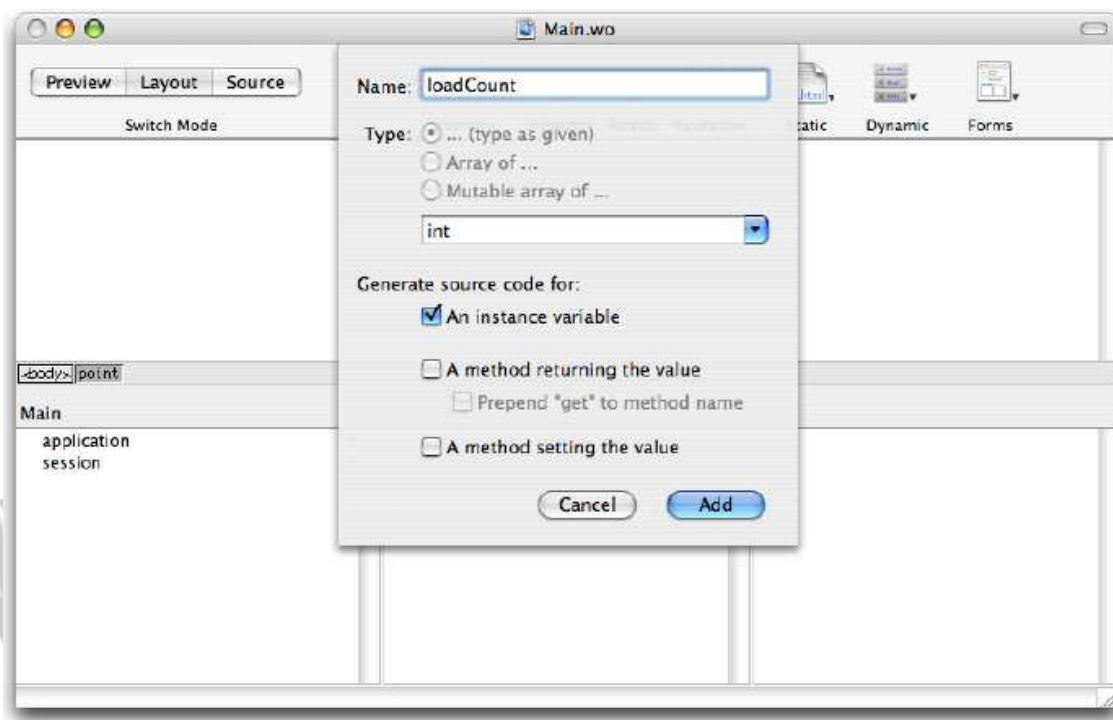 Main.wo
Preview Layout Source
Switch Mode
Dynamic
Forms
Name: loadCount
Type: ... (type as given)
Array of ...
Mutable array of ...
int
Generate source code for:
An instance variable
A method returning the value
Prepend "get" to method name
A method setting the value
Cancel Add
<body> point
Main
application
session